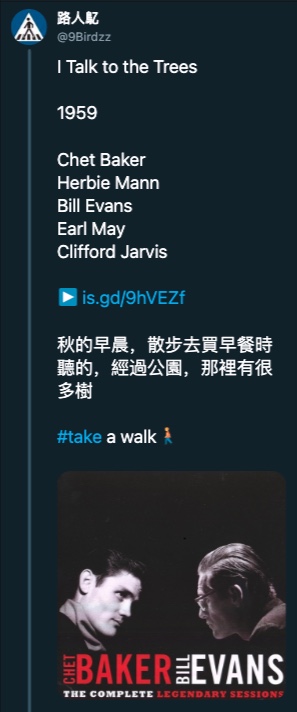 路人鳦
@9Birdzz
I Talk to the Trees
1959
Chet Baker
Herbie Mann
Bill Evans
Earl May
Clifford Jarvis
▶️ is.gd/9hVEZf
秋的早晨，散步去買早餐時
聽的，經過公園，那裡有很
多樹
#take a walk🚶
CHET BAKER BILL EVANS
THE COMPLETE LEGENDARY SESSIONS